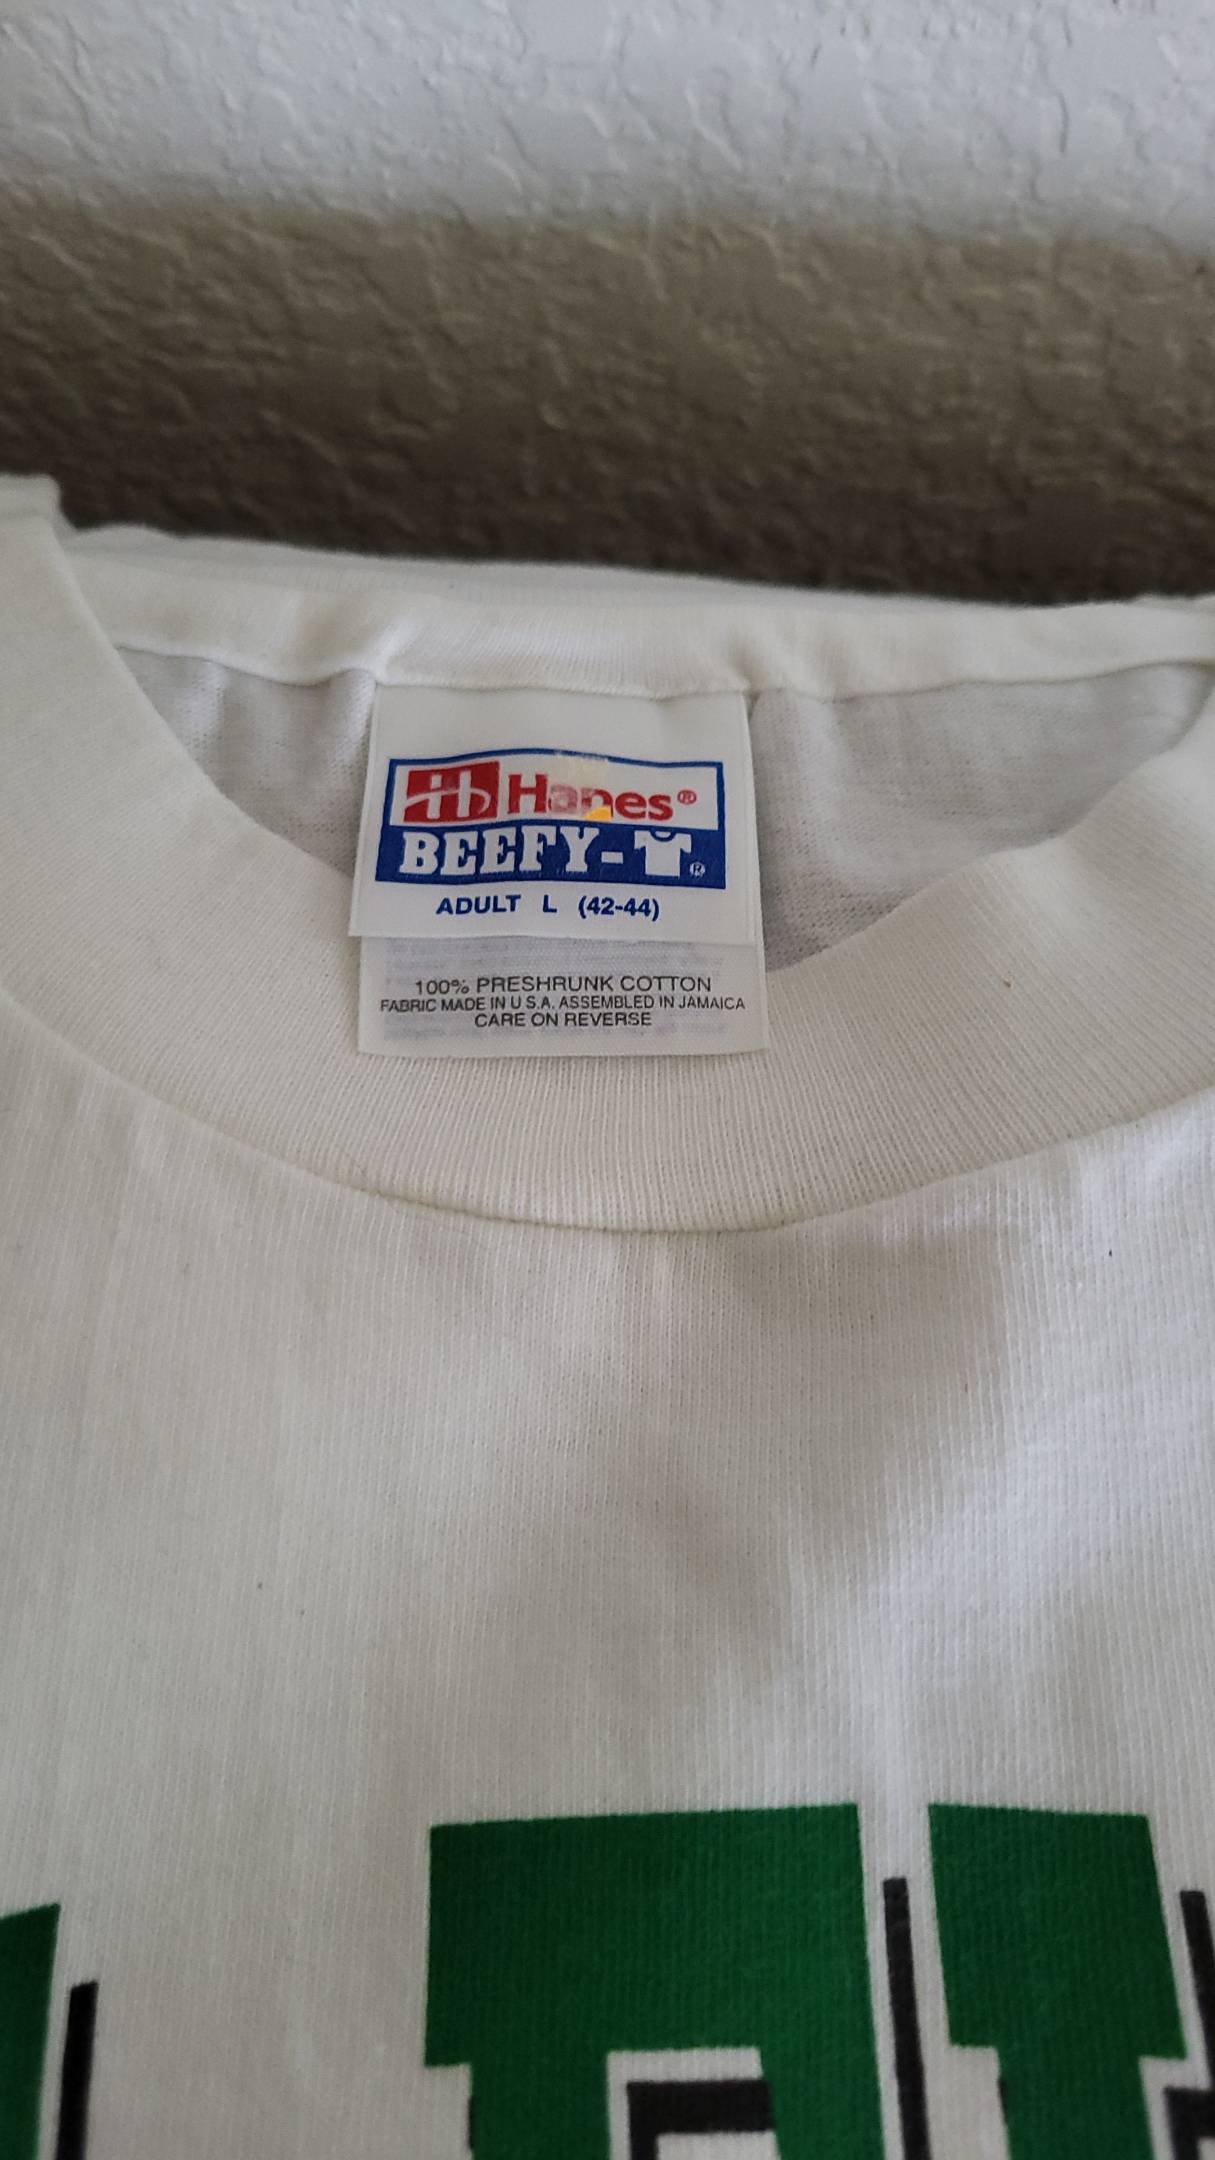 Hanes®
BEEFY-T®
ADULT L (42-44)
100% PRESHRUNK COTTON
FABRIC MADE IN U.S.A. ASSEMBLED IN JAMAICA
CARE ON REVERSE